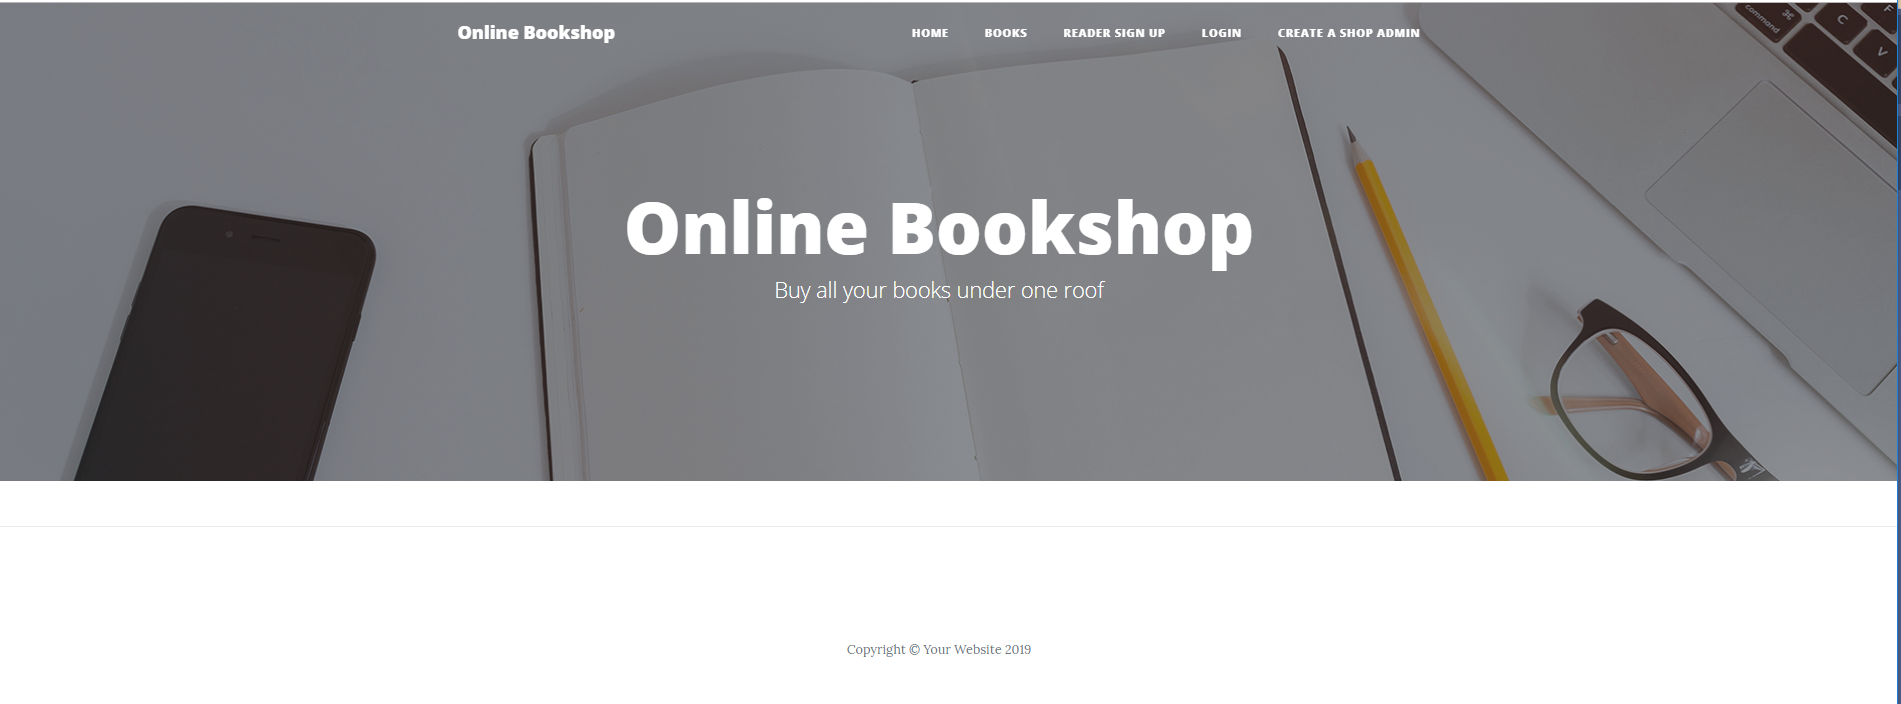 Online Bookshop
HOME BOOKS READER SIGN UP LOGIN CREATE A SHOP ADMIN
command ⌘ C F
V
Online Bookshop
Buy all your books under one roof
Copyright © Your Website 2019